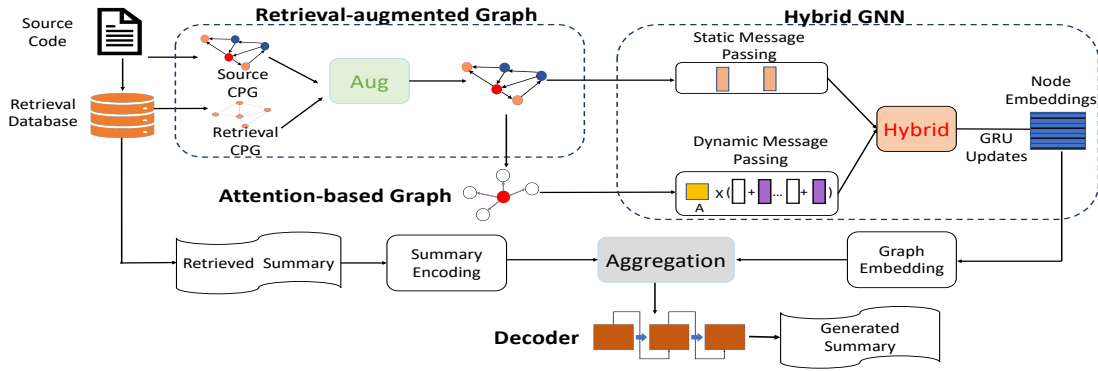 Retrieval-augmented Graph
Hybrid GNN
Source
Code
Source
CPG
Aug
Static Message
Passing
Retrieval
Database
Retrieval
CPG
Hybrid
GRU
Updates
Node
Embeddings
Attention-based Graph
Dynamic Message
Passing
A
x ( + ... + )
Retrieved Summary
Summary
Encoding
Aggregation
Graph
Embedding
Decoder
Generated
Summary